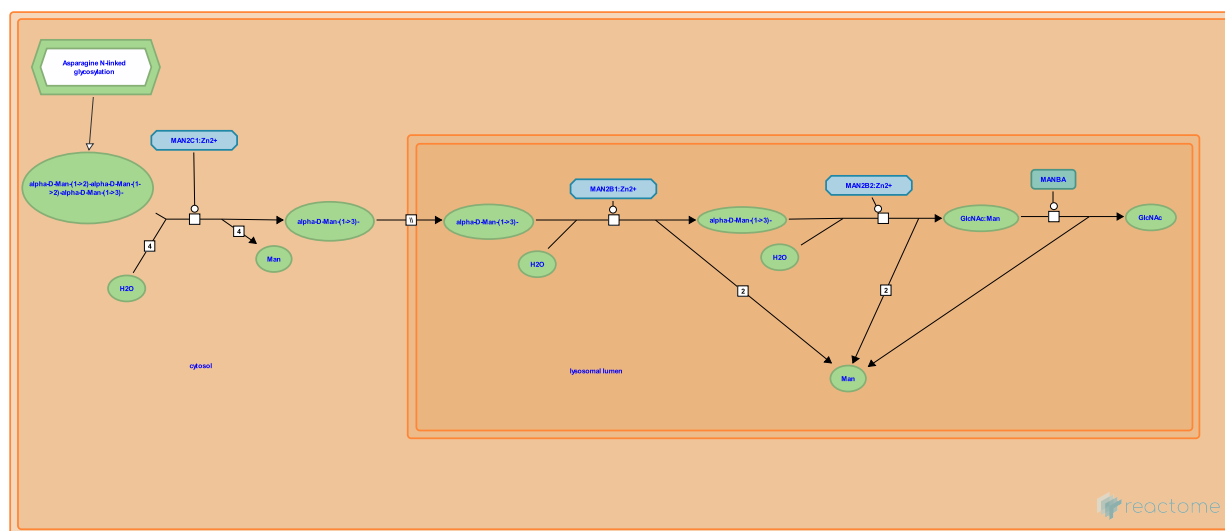 Asparagine N-linked
glycosylation
MAN2C1:Zn2+
alpha-D-Man-(1->2)-alpha-D-Man-(1-
>2)-alpha-D-Man-(1->3)-
4
H2O
4
Man
alpha-D-Man-(1->3)-
\\
alpha-D-Man-(1->3)-
H2O
MAN2B1:Zn2+
2
alpha-D-Man-(1->3)-
H2O
MAN2B2:Zn2+
2
GlcNAc:Man
MANBA
GlcNAc
Man
cytosol
lysosomal lumen
reactome